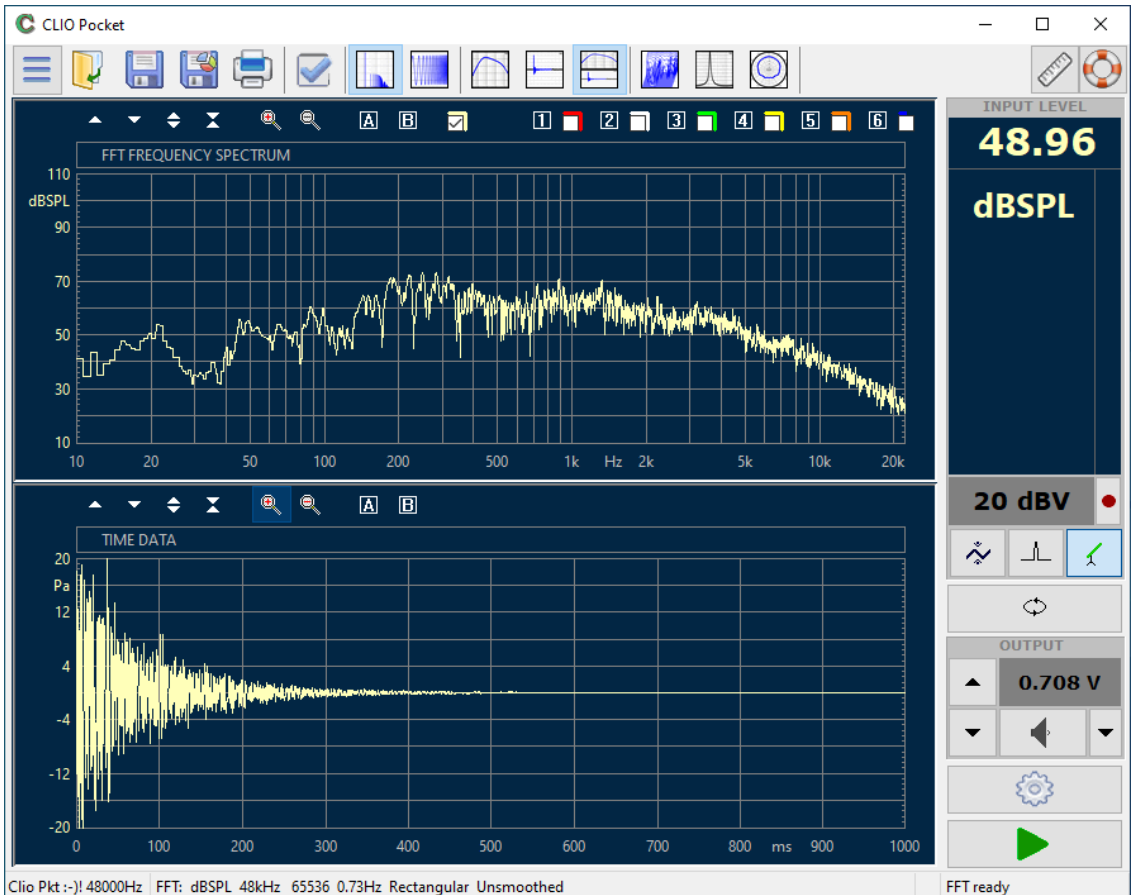 CLIO Pocket
INPUT LEVEL
48.96
dBSPL
A B 1 2 3 4 5 6
FFT FREQUENCY SPECTRUM
110
dBSPL
90
70
50
30
10
10 20 50 100 200 500 1k Hz 2k 5k 10k 20k
20 dBV
A B
TIME DATA
20
Pa
12
4
-4
-12
-20
0 100 200 300 400 500 600 700 800 ms 900 1000
OUTPUT
0.708 V
Clio Pkt :-)! 48000Hz FFT: dBSPL 48kHz 65536 0.73Hz Rectangular Unsmoothed FFT ready